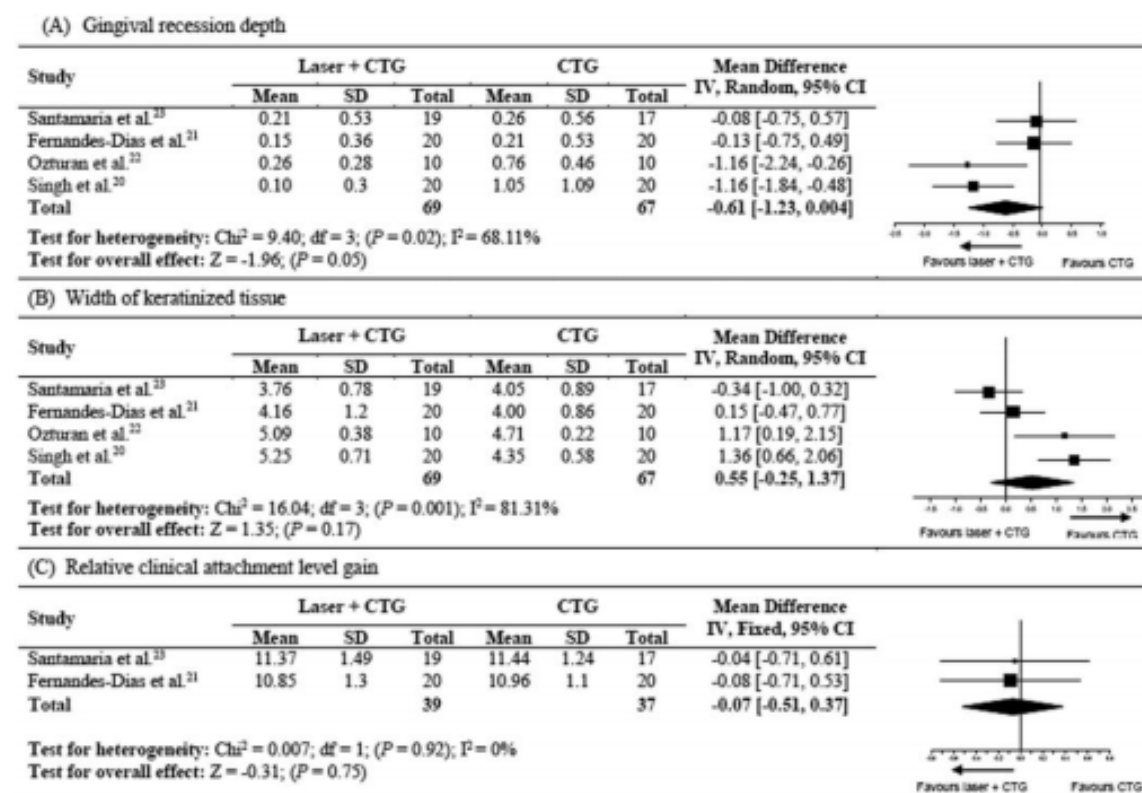 (A) Gingival recession depth
Study Laser + CTG CTG Mean Difference IV, Random, 95% CI
Mean SD Total Mean SD Total
Santamaria et al.²³ 0.21 0.53 19 0.26 0.56 17 -0.08 [-0.75, 0.57]
Fernandes-Dias et al.²¹ 0.15 0.36 20 0.21 0.53 20 -0.13 [-0.75, 0.49]
Ozturan et al.²² 0.26 0.28 10 0.76 0.46 10 -1.16 [-2.24, -0.26]
Singh et al.²⁰ 0.10 0.3 20 1.05 1.09 20 -1.16 [-1.84, -0.48]
Total 69 67 -0.61 [-1.23, 0.004]
Test for heterogeneity: Chi² = 9.40; df = 3; (P = 0.02); I² = 68.11%
Test for overall effect: Z = -1.96; (P = 0.05)
Favours laser + CTG Favours CTG
(B) Width of keratinized tissue
Study Laser + CTG CTG Mean Difference IV, Random, 95% CI
Mean SD Total Mean SD Total
Santamaria et al.²³ 3.76 0.78 19 4.05 0.89 17 -0.34 [-1.00, 0.32]
Fernandes-Dias et al.²¹ 4.16 1.2 20 4.00 0.86 20 0.15 [-0.47, 0.77]
Ozturan et al.²² 5.09 0.38 10 4.71 0.22 10 1.17 [0.19, 2.15]
Singh et al.²⁰ 5.25 0.71 20 4.35 0.58 20 1.36 [0.66, 2.06]
Total 69 67 0.55 [-0.25, 1.37]
Test for heterogeneity: Chi² = 16.04; df = 3; (P = 0.001); I² = 81.31%
Test for overall effect: Z = 1.35; (P = 0.17)
Favours laser + CTG Favours CTG
(C) Relative clinical attachment level gain
Study Laser + CTG CTG Mean Difference IV, Fixed, 95% CI
Mean SD Total Mean SD Total
Santamaria et al.²³ 11.37 1.49 19 11.44 1.24 17 -0.04 [-0.71, 0.61]
Fernandes-Dias et al.²¹ 10.85 1.3 20 10.96 1.1 20 -0.08 [-0.71, 0.53]
Total 39 37 -0.07 [-0.51, 0.37]
Test for heterogeneity: Chi² = 0.007; df = 1; (P = 0.92); I² = 0%
Test for overall effect: Z = -0.31; (P = 0.75)
Favours laser + CTG Favours CTG